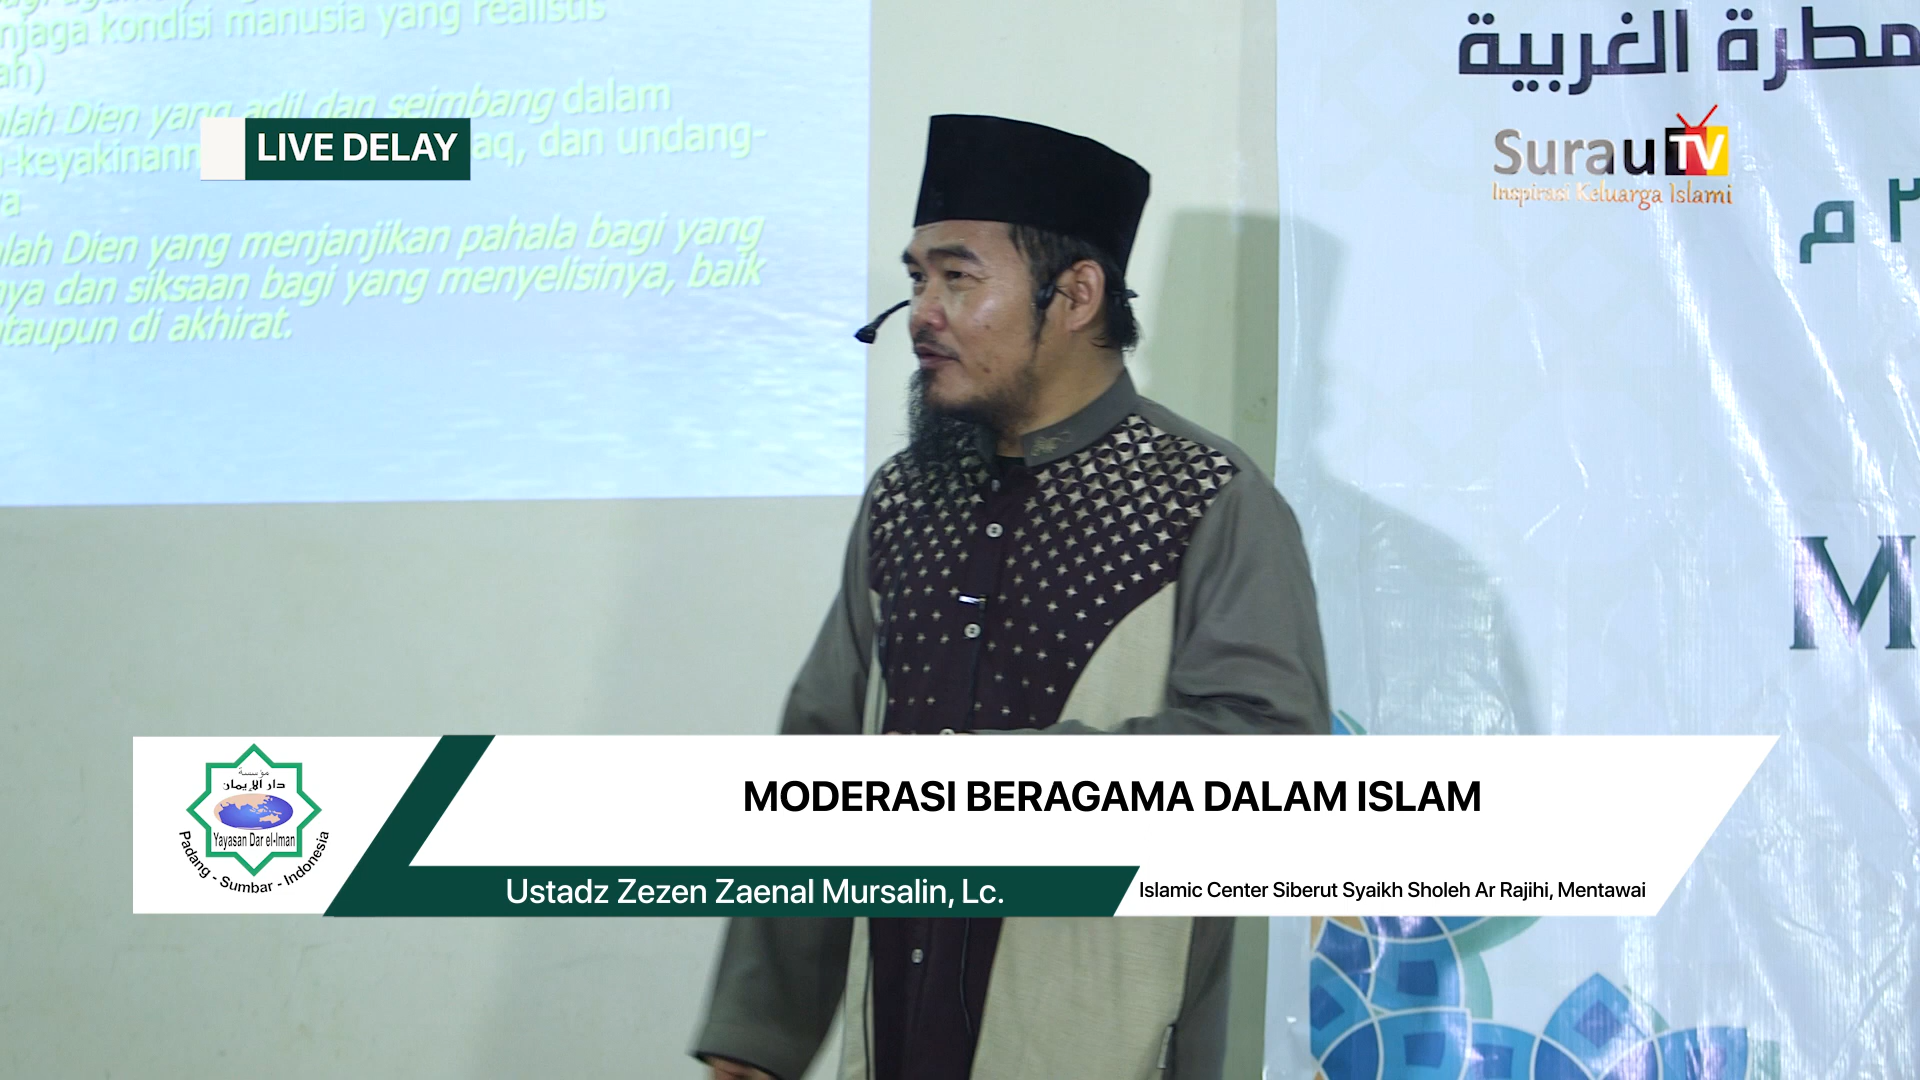 njaga kondisi manusia yang realistis
ah)
lah Dien yang adil dan seimbang dalam
aq, dan undang-
lah Dien yang menjanjikan pahala bagi yang
nya dan siksaan bagi yang menyelisinya, baik
taupun di akhirat.
LIVE DELAY
مطرة الغربية
Surau TV
Inspirasi Keluarga Islami
٢ م
M
مؤسسة
دار الإيمان
Yayasan Dar el-Iman
Padang - Sumbar - Indonesia
MODERASI BERAGAMA DALAM ISLAM
Ustadz Zezen Zaenal Mursalin, Lc.
Islamic Center Siberut Syaikh Sholeh Ar Rajihi, Mentawai